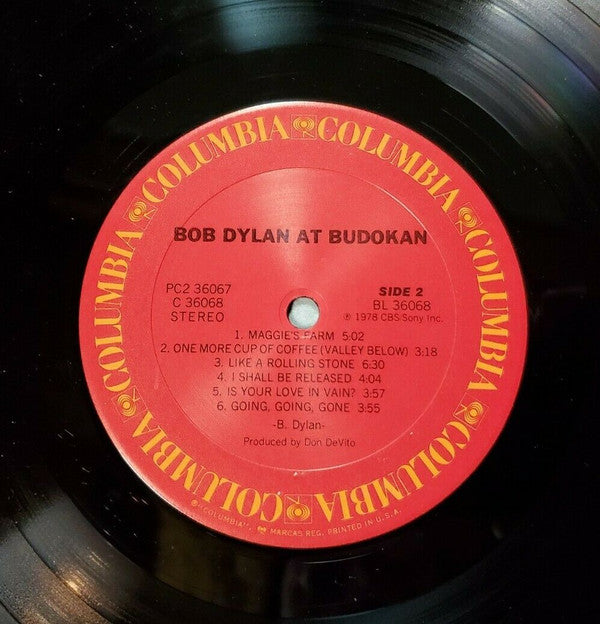 COLUMBIA COLUMBIA COLUMBIA COLUMBIA COLUMBIA COLUMBIA
BOB DYLAN AT BUDOKAN
PC2 36067
C 36068
STEREO
SIDE 2
BL 36068
℗ 1978 CBS/Sony Inc.
1. MAGGIE'S FARM 5:02
2. ONE MORE CUP OF COFFEE (VALLEY BELOW) 3:18
3. LIKE A ROLLING STONE 6:30
4. I SHALL BE RELEASED 4:04
5. IS YOUR LOVE IN VAIN? 3:57
6. GOING, GOING, GONE 3:55
-B. Dylan-
Produced by Don DeVito
® "COLUMBIA", MARCAS REG. PRINTED IN U.S.A.